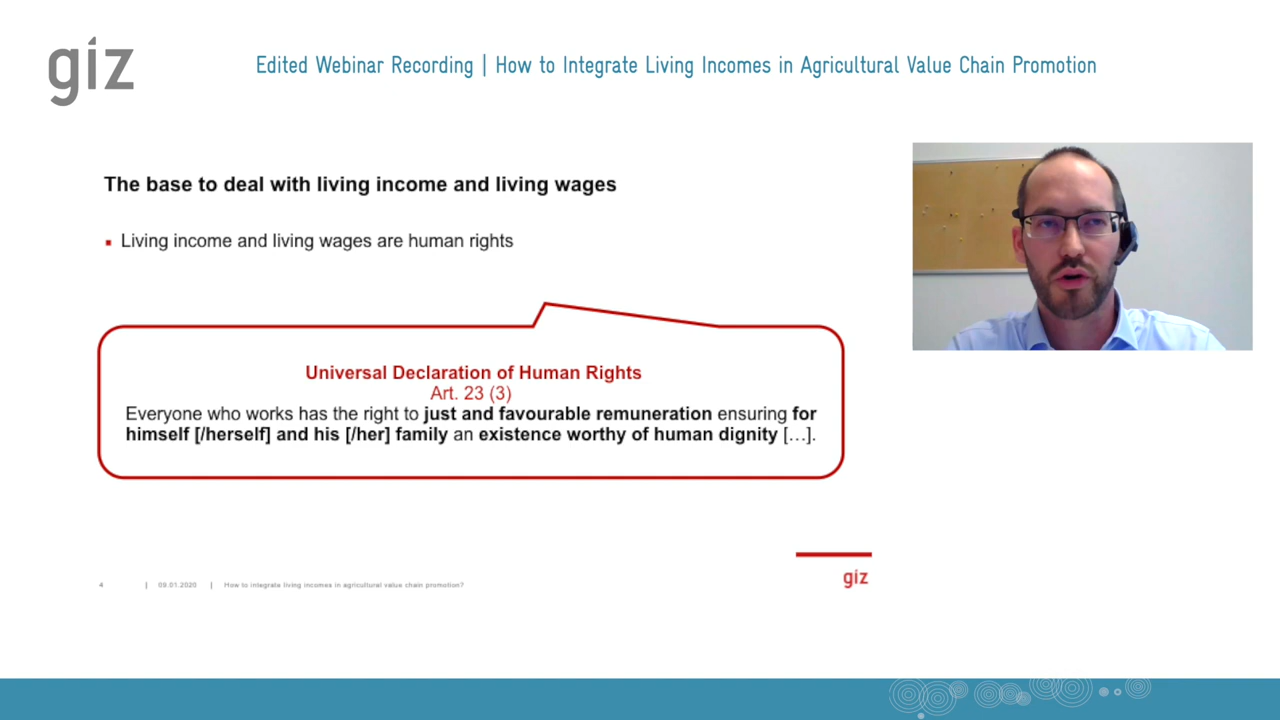 giz
Edited Webinar Recording | How to Integrate Living Incomes in Agricultural Value Chain Promotion
The base to deal with living income and living wages
▪ Living income and living wages are human rights
Universal Declaration of Human Rights
Art. 23 (3)
Everyone who works has the right to just and favourable remuneration ensuring for
himself [/herself] and his [/her] family an existence worthy of human dignity […].
4 | 09.01.2020 | How to integrate living incomes in agricultural value chain promotion?
giz